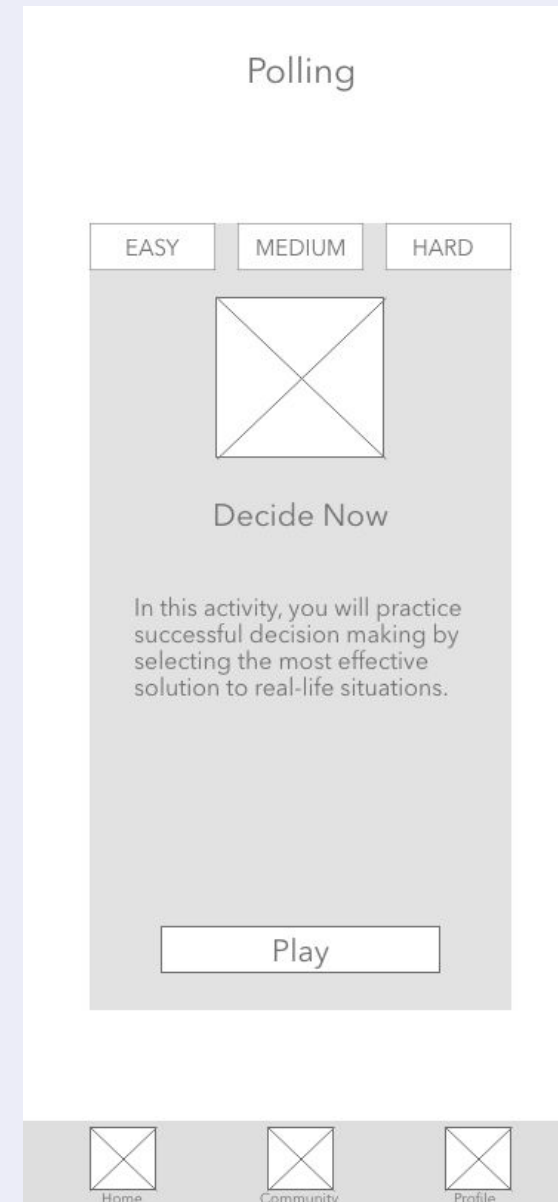 Polling
EASY MEDIUM HARD
Decide Now
In this activity, you will practice
successful decision making by
selecting the most effective
solution to real-life situations.
Play
Home Community Profile